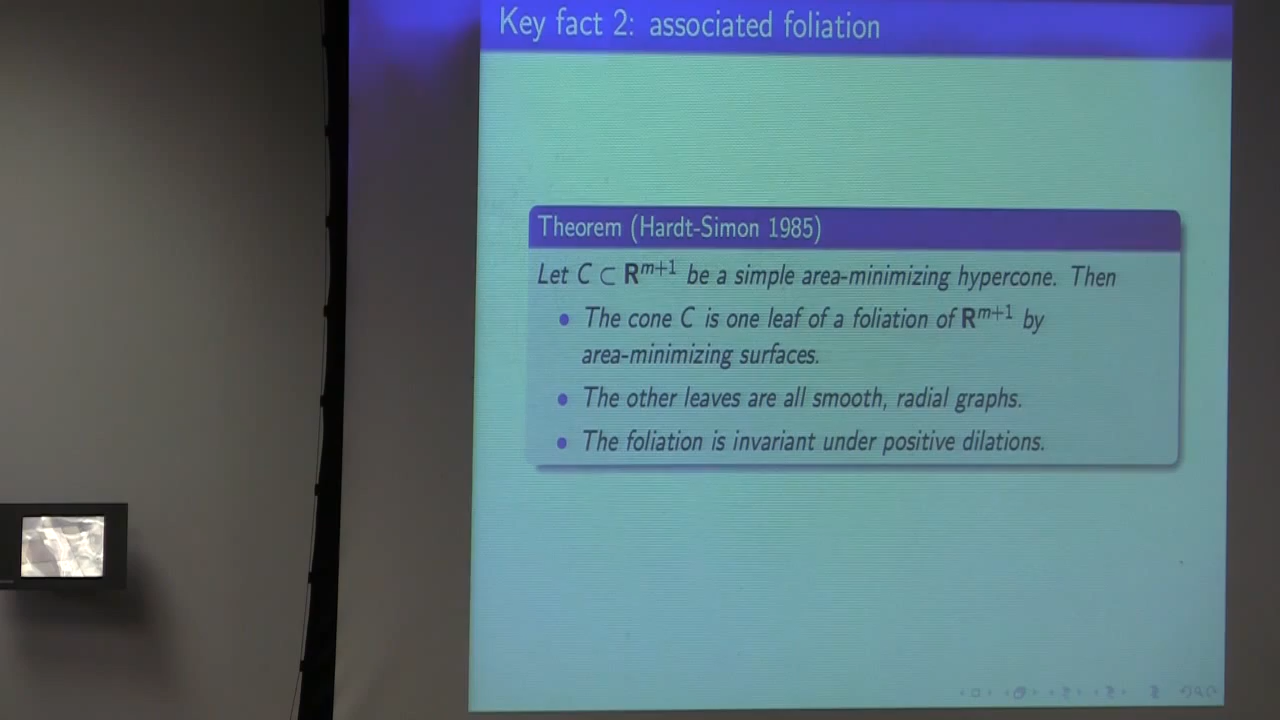 Key fact 2: associated foliation
Theorem (Hardt-Simon 1985)
Let C ⊂ R^{m+1} be a simple area-minimizing hypercone. Then
• The cone C is one leaf of a foliation of R^{m+1} by
area-minimizing surfaces.
• The other leaves are all smooth, radial graphs.
• The foliation is invariant under positive dilations.